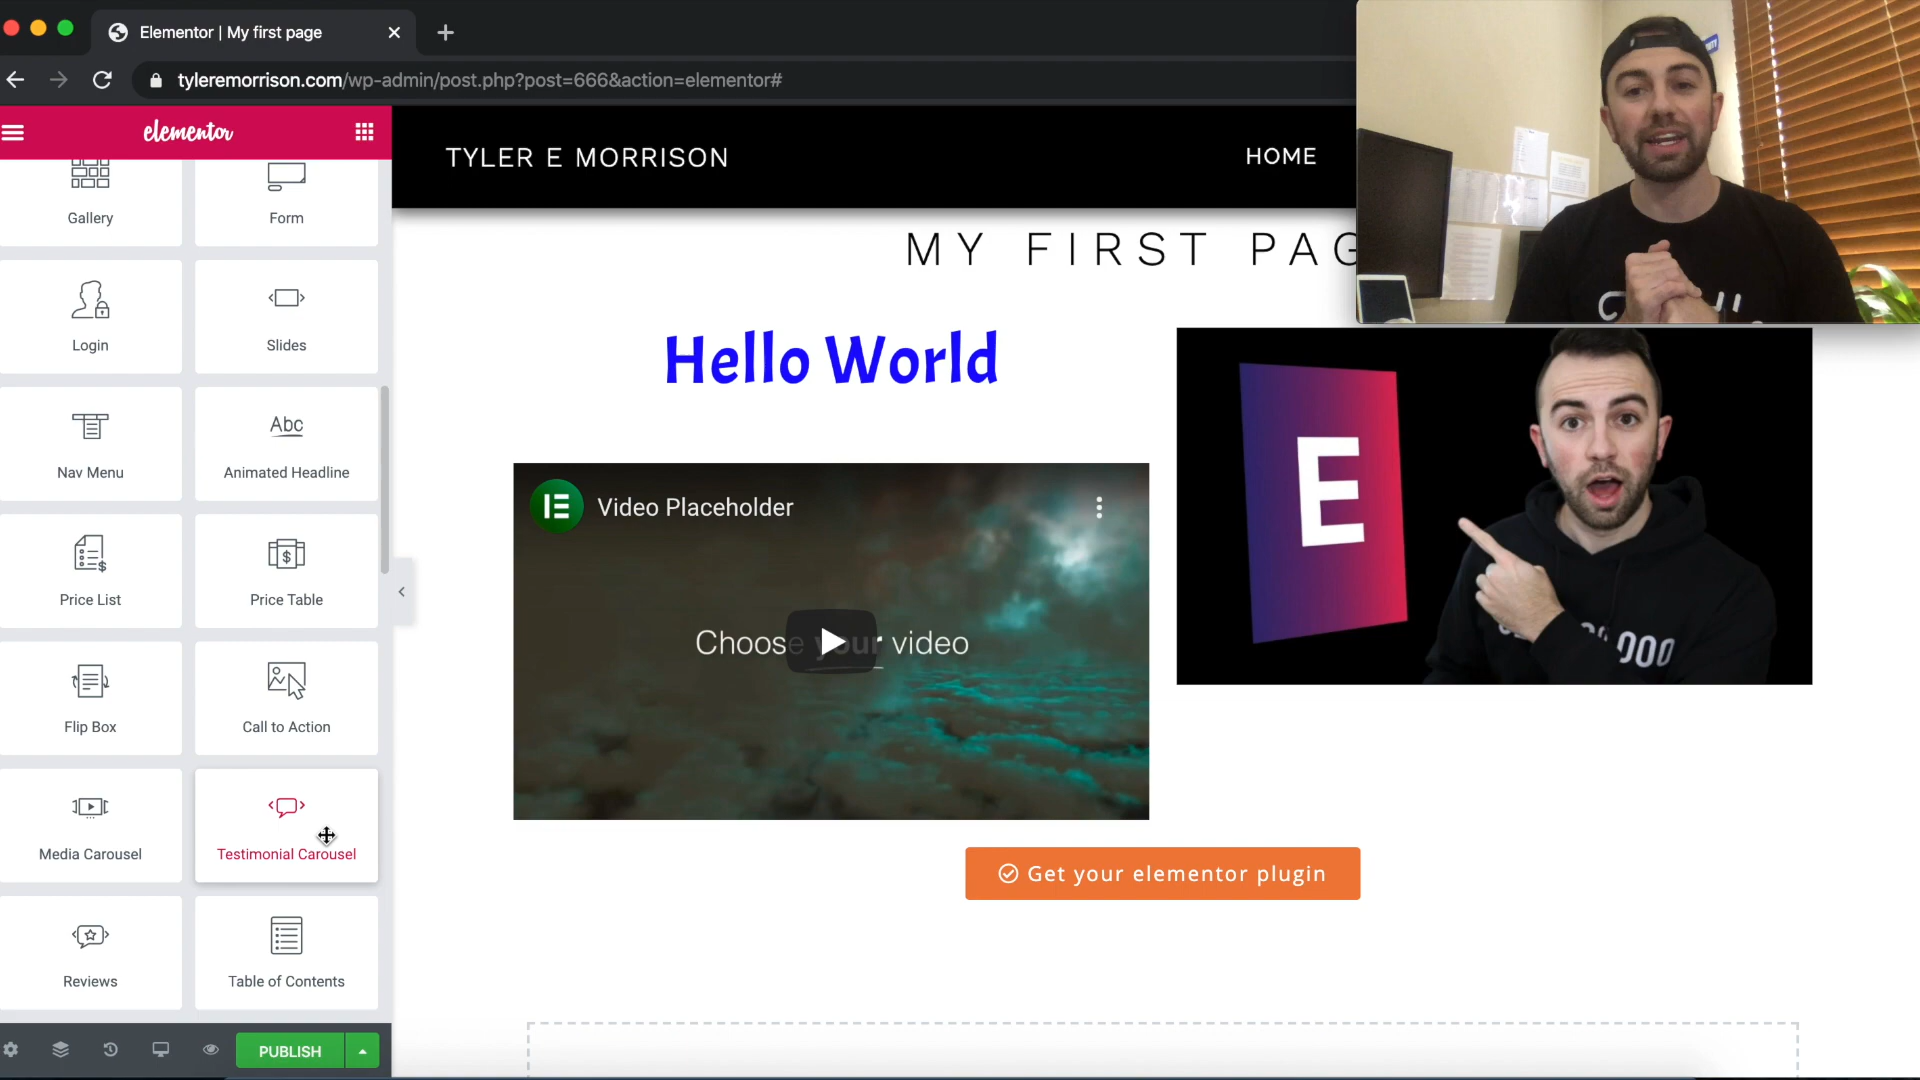 Elementor | My first page
tyleremorrison.com/wp-admin/post.php?post=666&action=elementor#
elementor
Gallery
Form
Login
Slides
Nav Menu
Abc
Animated Headline
Price List
$
Price Table
Flip Box
Call to Action
Media Carousel
Testimonial Carousel
Reviews
Table of Contents
PUBLISH
TYLER E MORRISON
HOME
MY FIRST PAG
Hello World
Video Placeholder
Choose your video
E
000
Get your elementor plugin